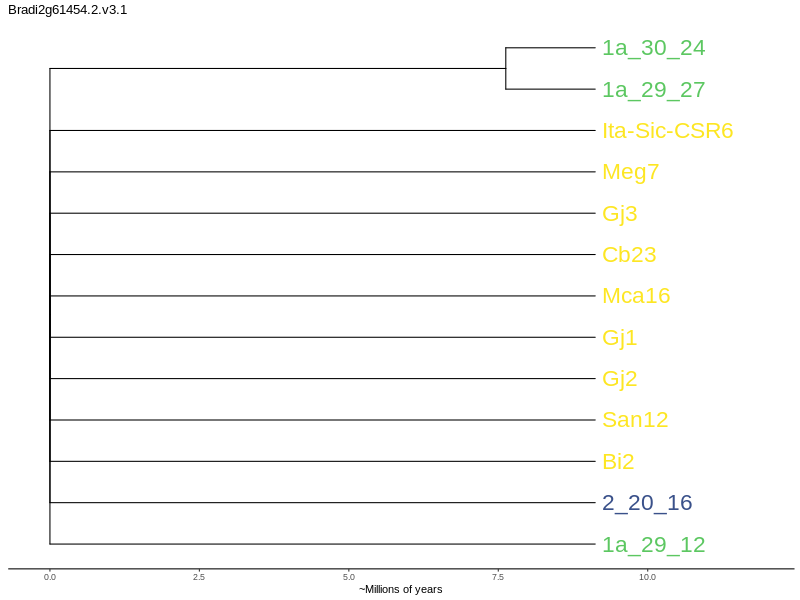 Bradi2g61454.2.v3.1
1a_30_24
1a_29_27
Ita-Sic-CSR6
Meg7
Gj3
Cb23
Mca16
Gj1
Gj2
San12
Bi2
2_20_16
1a_29_12
0.0 2.5 5.0 7.5 10.0
~Millions of years